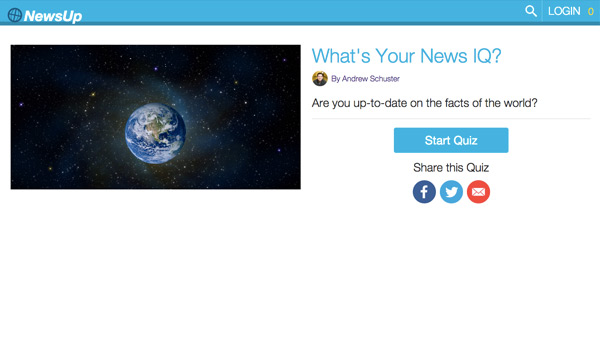 NewsUp
LOGIN 0
What's Your News IQ?
By Andrew Schuster
Are you up-to-date on the facts of the world?
Start Quiz
Share this Quiz